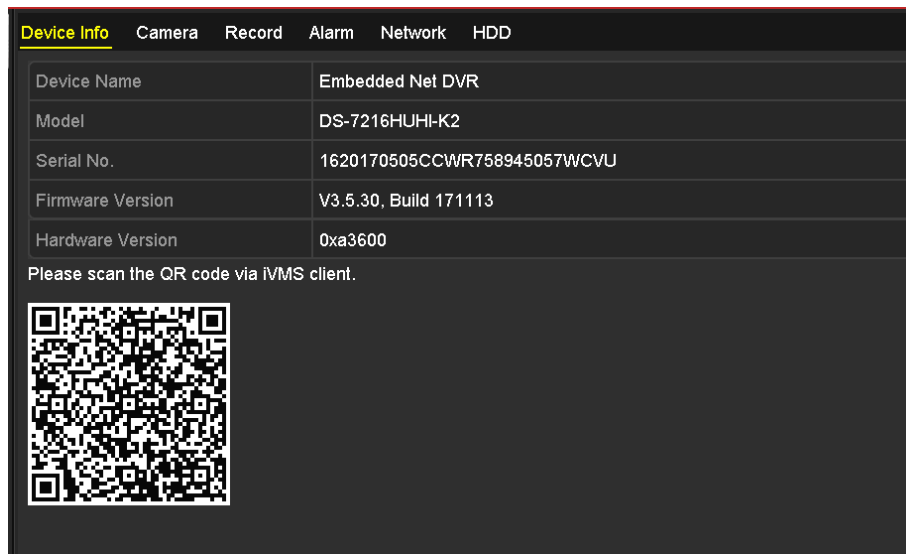 Device Info Camera Record Alarm Network HDD
Device Name Embedded Net DVR
Model DS-7216HUHI-K2
Serial No. 1620170505CCWR758945057WCVU
Firmware Version V3.5.30, Build 171113
Hardware Version 0xa3600
Please scan the QR code via iVMS client.